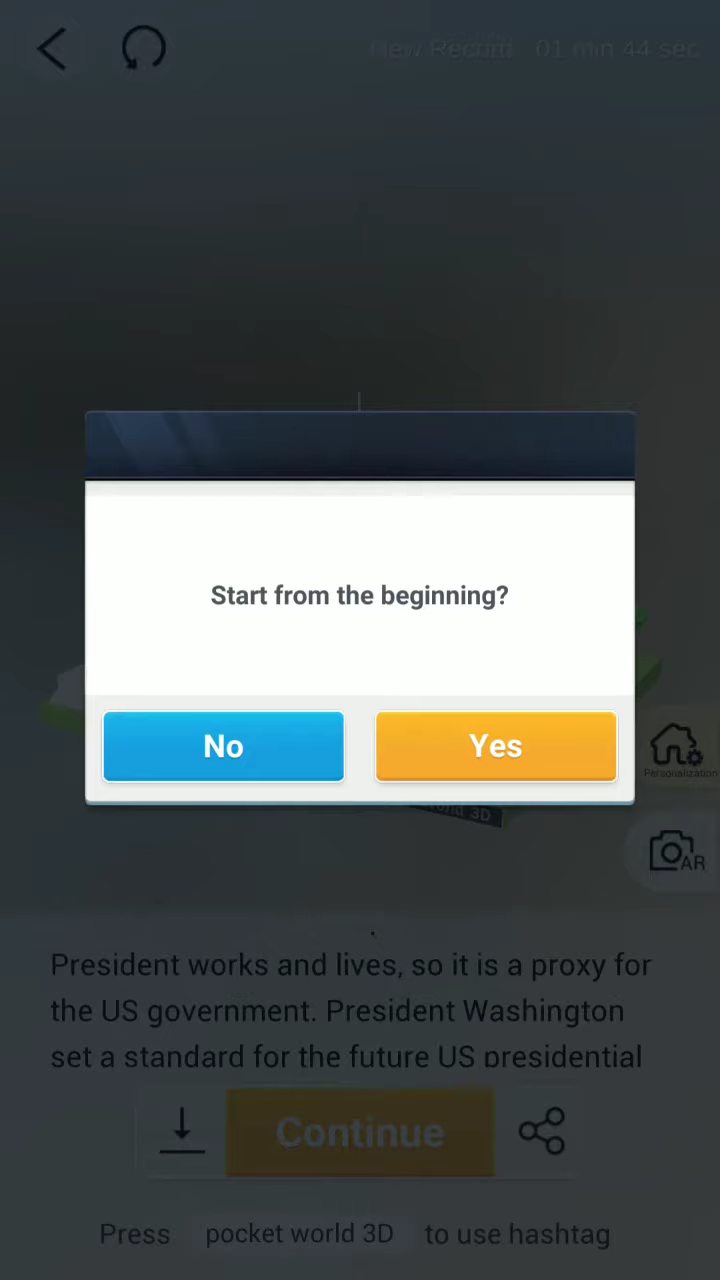 New Record 01 min 44 sec
Start from the beginning?
No
Yes
Personalization
3D
AR
President works and lives, so it is a proxy for
the US government. President Washington
set a standard for the future US presidential
Continue
Press pocket world 3D to use hashtag